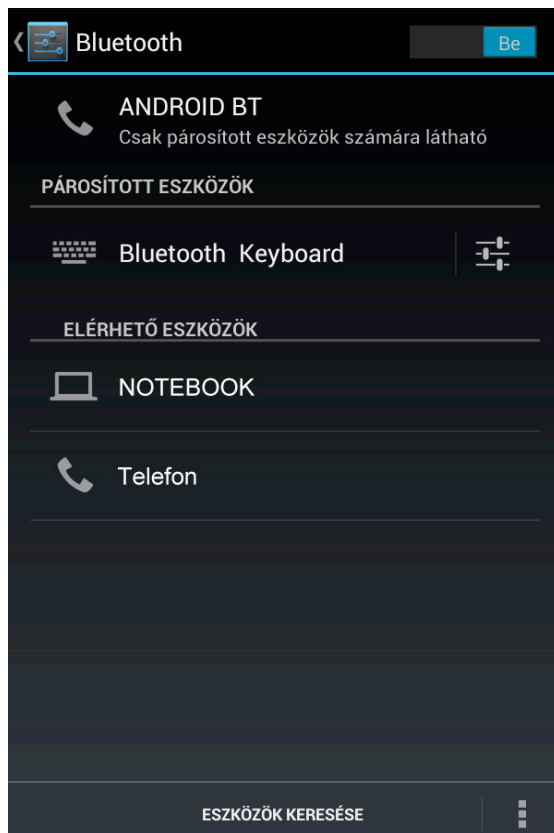 Bluetooth
Be
ANDROID BT
Csak párosított eszközök számára látható
PÁROSÍTOTT ESZKÖZÖK
Bluetooth Keyboard
ELÉRHETŐ ESZKÖZÖK
NOTEBOOK
Telefon
ESZKÖZÖK KERESÉSE